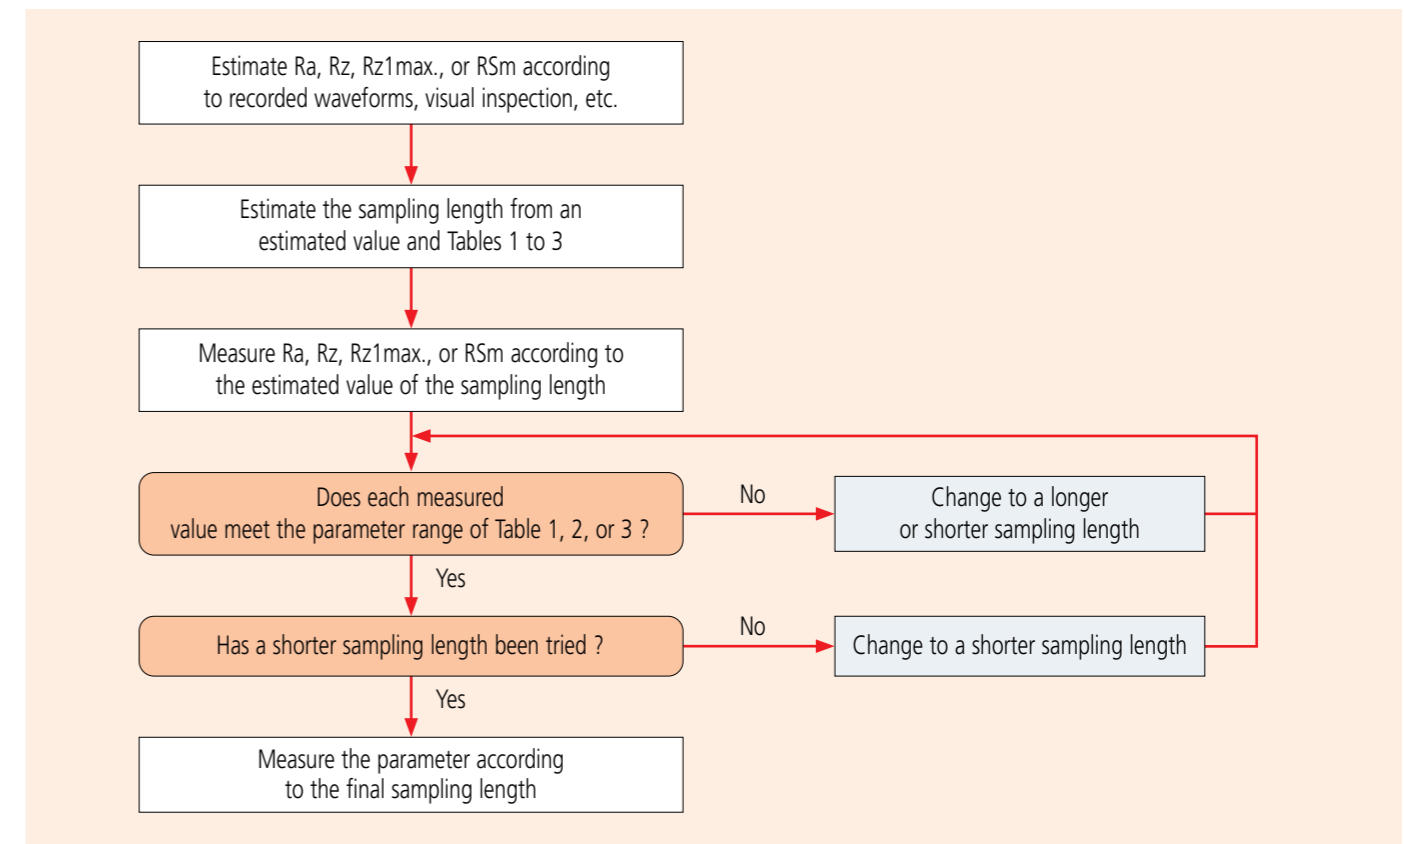 Estimate Ra, Rz, Rz1max., or RSm according
to recorded waveforms, visual inspection, etc.
Estimate the sampling length from an
estimated value and Tables 1 to 3
Measure Ra, Rz, Rz1max., or RSm according to
the estimated value of the sampling length
Does each measured
value meet the parameter range of Table 1, 2, or 3 ?
No
Change to a longer
or shorter sampling length
Yes
Has a shorter sampling length been tried ?
No
Change to a shorter sampling length
Yes
Measure the parameter according
to the final sampling length